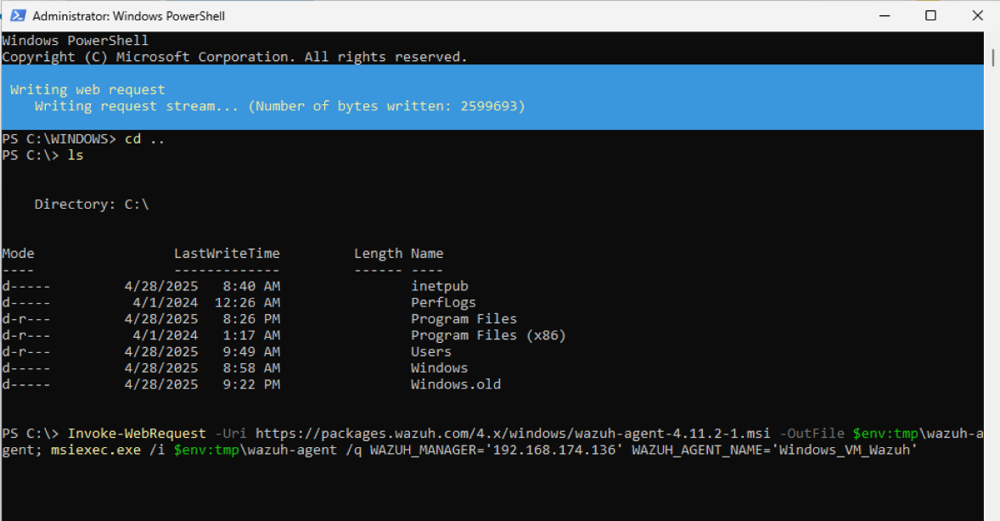 Administrator: Windows PowerShell
Windows PowerShell
Copyright (C) Microsoft Corporation. All rights reserved.
Writing web request
Writing request stream... (Number of bytes written: 2599693)
PS C:\WINDOWS> cd ..
PS C:\> ls
Directory: C:\
Mode LastWriteTime Length Name
---- ------------- ------ ----
d----- 4/28/2025 8:40 AM inetpub
d----- 4/1/2024 12:26 AM PerfLogs
d-r--- 4/28/2025 8:26 PM Program Files
d-r--- 4/1/2024 1:17 AM Program Files (x86)
d-r--- 4/28/2025 9:49 AM Users
d----- 4/28/2025 8:58 AM Windows
d----- 4/28/2025 9:22 PM Windows.old
PS C:\> Invoke-WebRequest -Uri https://packages.wazuh.com/4.x/windows/wazuh-agent-4.11.2-1.msi -OutFile $env:tmp\wazuh-a
gent; msiexec.exe /i $env:tmp\wazuh-agent /q WAZUH_MANAGER='192.168.174.136' WAZUH_AGENT_NAME='Windows_VM_Wazuh'